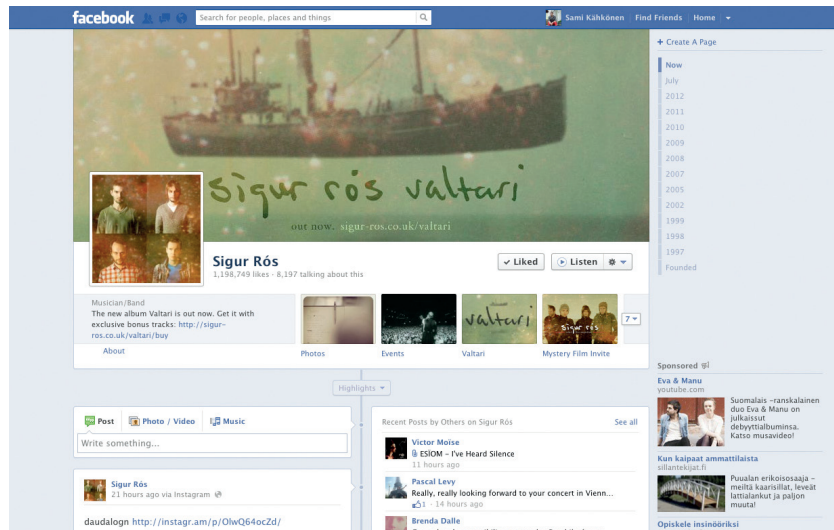 facebook
Search for people, places and things
Sami Kähkönen
Find Friends
Home
sigur rós valtari
out now. sigur-ros.co.uk/valtari
Sigur Rós
1,198,749 likes · 8,197 talking about this
✓ Liked
Listen
Musician/Band
The new album Valtari is out now. Get it with
exclusive bonus tracks: http://sigur-
ros.co.uk/valtari/buy
About
Photos
Events
valtari
Valtari
sigur rós
Mystery Film Invite
7
Highlights
Post
Photo / Video
Music
Write something...
Sigur Rós
21 hours ago via Instagram
daudalogn http://instagr.am/p/OlwQ64ocZd/
Recent Posts by Others on Sigur Rós
See all
Victor Moïse
ESÍOM – I've Heard Silence
11 hours ago
Pascal Levy
Really, really looking forward to your concert in Vienn...
1 · 14 hours ago
Brenda Dalle
+ Create A Page
Now
July
2012
2011
2010
2009
2008
2007
2005
2002
1999
1998
1997
Founded
Sponsored
Eva & Manu
youtube.com
Suomalais –ranskalainen
duo Eva & Manu on
julkaissut
debyyttialbuminsa.
Katso musavideo!
Kun kaipaat ammattilaista
sillantekijat.fi
Puualan erikoisosaaja –
meiltä kaarisillat, leveät
lattialankut ja paljon
muuta!
Opiskele insinööriksi